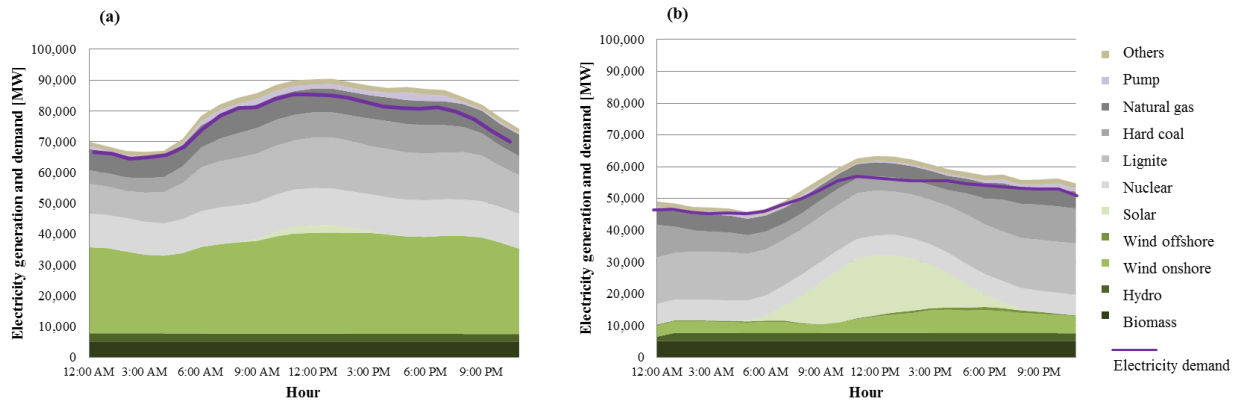 (a)
Electricity generation and demand [MW]
100,000
90,000
80,000
70,000
60,000
50,000
40,000
30,000
20,000
10,000
0
12:00 AM 3:00 AM 6:00 AM 9:00 AM 12:00 PM 3:00 PM 6:00 PM 9:00 PM
Hour
(b)
Electricity generation and demand [MW]
100,000
90,000
80,000
70,000
60,000
50,000
40,000
30,000
20,000
10,000
0
12:00 AM 3:00 AM 6:00 AM 9:00 AM 12:00 PM 3:00 PM 6:00 PM 9:00 PM
Hour
Others
Pump
Natural gas
Hard coal
Lignite
Nuclear
Solar
Wind offshore
Wind onshore
Hydro
Biomass
Electricity demand